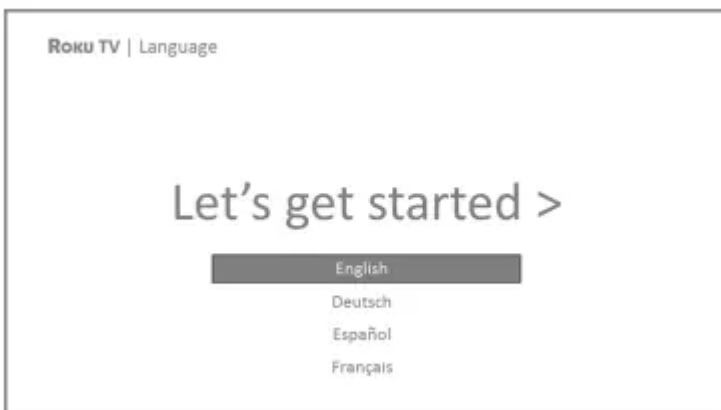 ROKU TV | Language
Let's get started >
English
Deutsch
Español
Français